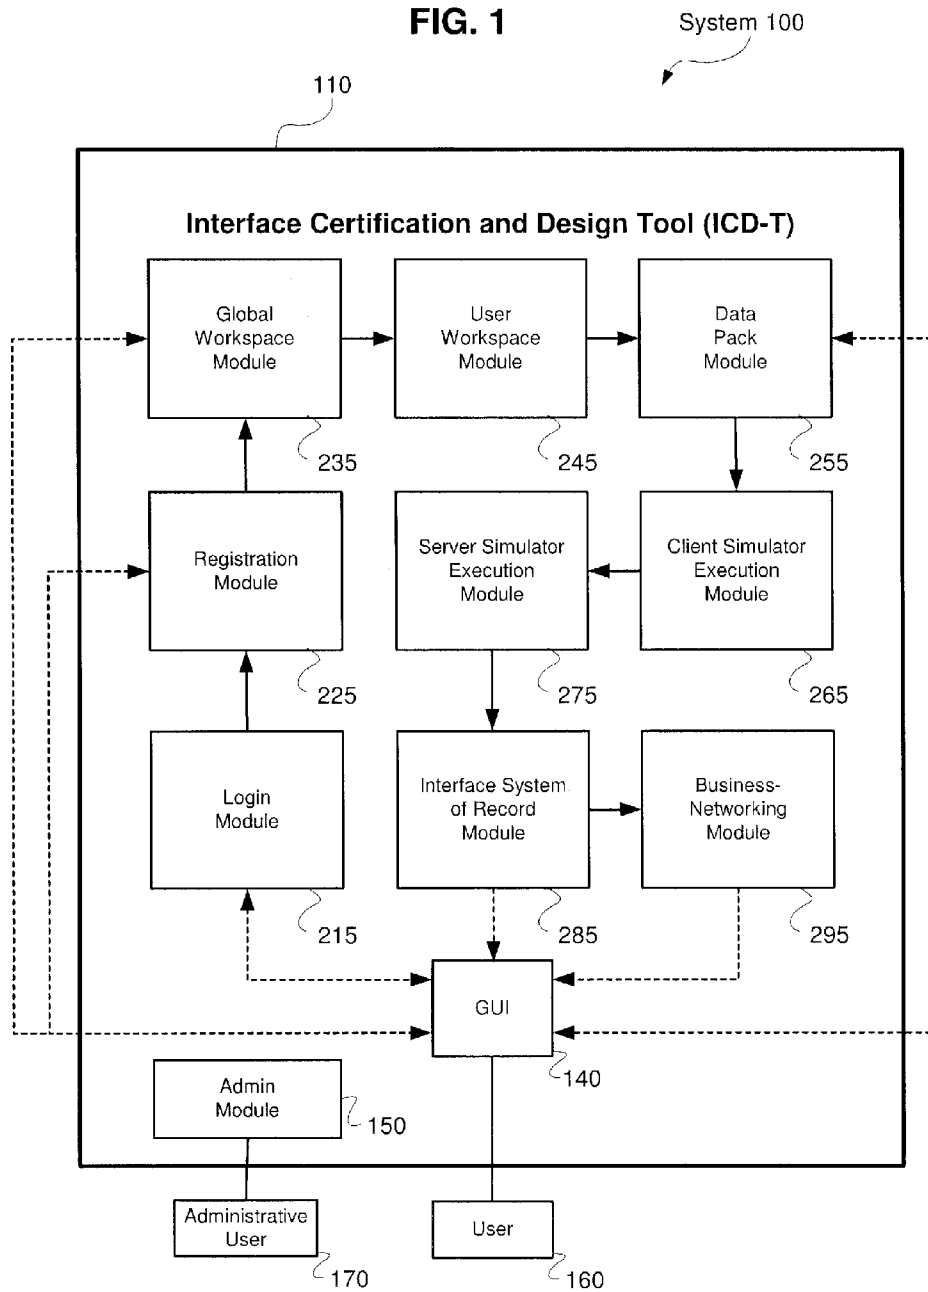 FIG. 1
System 100
110
Interface Certification and Design Tool (ICD-T)
Global
Workspace
Module
235
User
Workspace
Module
245
Data
Pack
Module
255
Registration
Module
225
Server Simulator
Execution
Module
275
Client Simulator
Execution
Module
265
Login
Module
215
Interface System
of Record
Module
285
Business-
Networking
Module
295
GUI
140
Admin
Module
150
Administrative
User
170
User
160